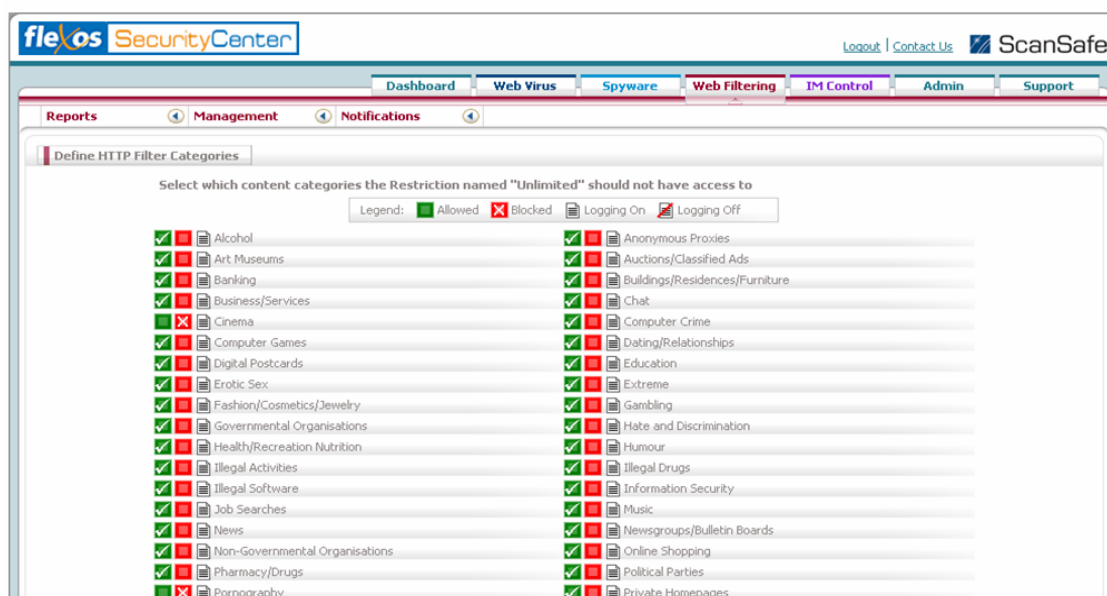 flexos SecurityCenter
Logout | Contact Us ScanSafe
Dashboard Web Virus Spyware Web Filtering IM Control Admin Support
Reports Management Notifications
Define HTTP Filter Categories
Select which content categories the Restriction named "Unlimited" should not have access to
Legend: Allowed Blocked Logging On Logging Off
Alcohol Anonymous Proxies
Art Museums Auctions/Classified Ads
Banking Buildings/Residences/Furniture
Business/Services Chat
Cinema Computer Crime
Computer Games Dating/Relationships
Digital Postcards Education
Erotic Sex Extreme
Fashion/Cosmetics/Jewelry Gambling
Governmental Organisations Hate and Discrimination
Health/Recreation Nutrition Humour
Illegal Activities Illegal Drugs
Illegal Software Information Security
Job Searches Music
News Newsgroups/Bulletin Boards
Non-Governmental Organisations Online Shopping
Pharmacy/Drugs Political Parties
Pornography Private Homepages